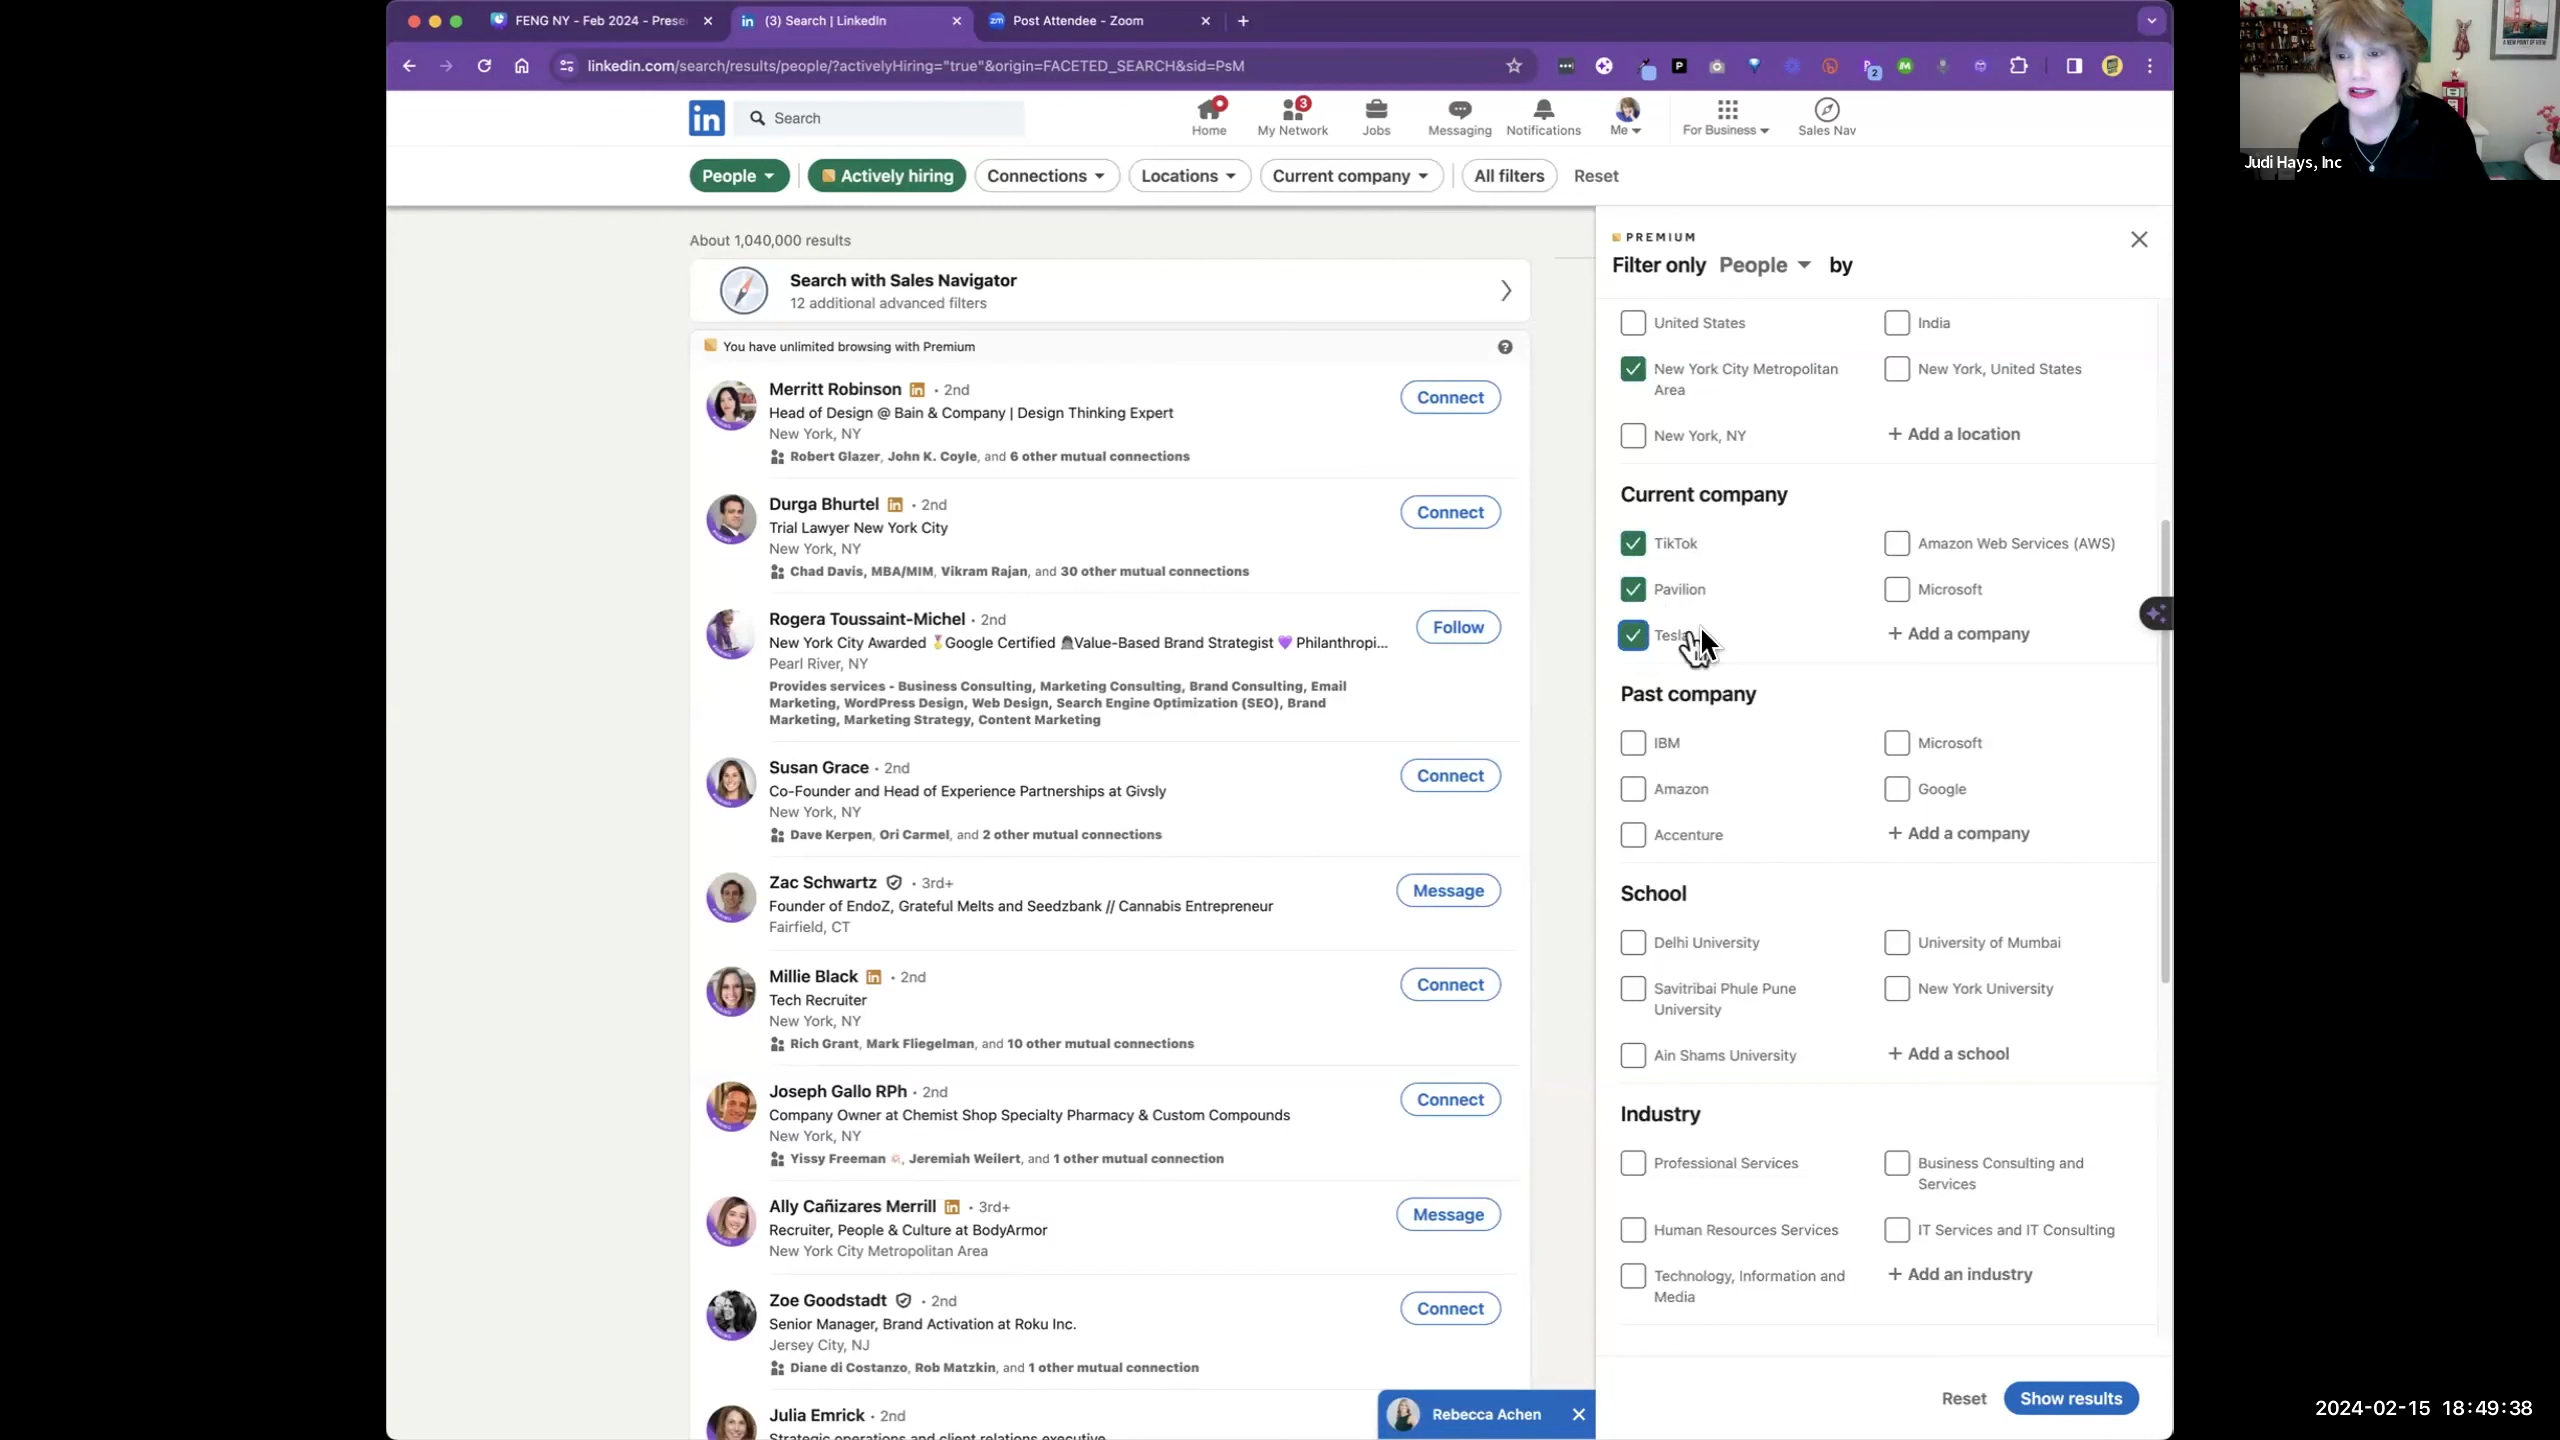 FENG NY - Feb 2024 - Prese
(3) Search | LinkedIn
Post Attendee - Zoom
linkedin.com/search/results/people/?activelyHiring="true"&origin=FACETED_SEARCH&sid=PsM
Judi Hays, Inc
in
Search
Home
3
My Network
Jobs
Messaging
Notifications
Me
For Business
Sales Nav
People
Actively hiring
Connections
Locations
Current company
All filters
Reset
About 1,040,000 results
Search with Sales Navigator
12 additional advanced filters
You have unlimited browsing with Premium
Merritt Robinson in • 2nd
Head of Design @ Bain & Company | Design Thinking Expert
New York, NY
Robert Glazer, John K. Coyle, and 6 other mutual connections
Connect
Durga Bhurtel in • 2nd
Trial Lawyer New York City
New York, NY
Chad Davis, MBA/MIM, Vikram Rajan, and 30 other mutual connections
Connect
Rogera Toussaint-Michel • 2nd
New York City Awarded 🏅Google Certified Value-Based Brand Strategist 💜 Philanthropi...
Pearl River, NY
Provides services - Business Consulting, Marketing Consulting, Brand Consulting, Email
Marketing, WordPress Design, Web Design, Search Engine Optimization (SEO), Brand
Marketing, Marketing Strategy, Content Marketing
Follow
Susan Grace • 2nd
Co-Founder and Head of Experience Partnerships at Givsly
New York, NY
Dave Kerpen, Ori Carmel, and 2 other mutual connections
Connect
Zac Schwartz • 3rd+
Founder of EndoZ, Grateful Melts and Seedzbank // Cannabis Entrepreneur
Fairfield, CT
Message
Millie Black in • 2nd
Tech Recruiter
New York, NY
Rich Grant, Mark Fliegelman, and 10 other mutual connections
Connect
Joseph Gallo RPh • 2nd
Company Owner at Chemist Shop Specialty Pharmacy & Custom Compounds
New York, NY
Yissy Freeman 💥, Jeremiah Weilert, and 1 other mutual connection
Connect
Ally Cañizares Merrill in • 3rd+
Recruiter, People & Culture at BodyArmor
New York City Metropolitan Area
Message
Zoe Goodstadt • 2nd
Senior Manager, Brand Activation at Roku Inc.
Jersey City, NJ
Diane di Costanzo, Rob Matzkin, and 1 other mutual connection
Connect
Julia Emrick • 2nd
Strategic operations and client relations executive
Rebecca Achen
PREMIUM
Filter only People by
United States
India
New York City Metropolitan
Area
New York, United States
New York, NY
+ Add a location
Current company
TikTok
Amazon Web Services (AWS)
Pavilion
Microsoft
Tesla
+ Add a company
Past company
IBM
Microsoft
Amazon
Google
Accenture
+ Add a company
School
Delhi University
University of Mumbai
Savitribai Phule Pune
University
New York University
Ain Shams University
+ Add a school
Industry
Professional Services
Business Consulting and
Services
Human Resources Services
IT Services and IT Consulting
Technology, Information and
Media
+ Add an industry
Reset
Show results
2024-02-15 18:49:38